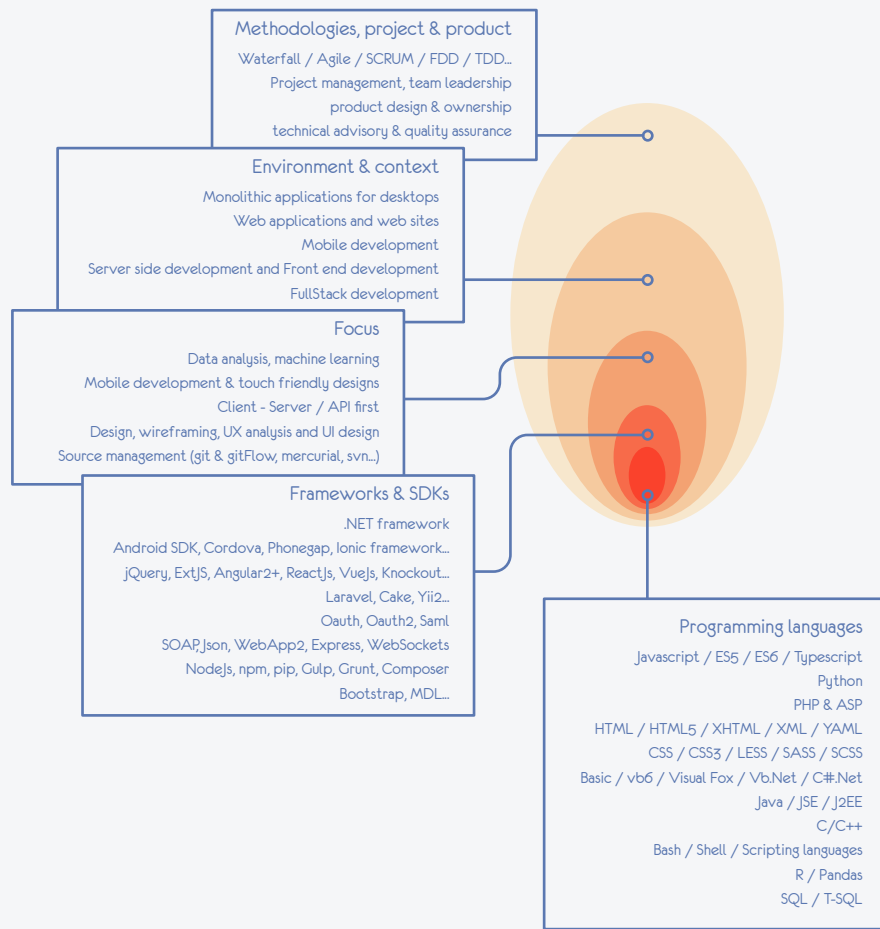 Methodologies, project & product
Waterfall / Agile / SCRUM / FDD / TDD...
Project management, team leadership
product design & ownership
technical advisory & quality assurance
Environment & context
Monolithic applications for desktops
Web applications and web sites
Mobile development
Server side development and Front end development
FullStack development
Focus
Data analysis, machine learning
Mobile development & touch friendly designs
Client - Server / API first
Design, wireframing, UX analysis and UI design
Source management (git & gitFlow, mercurial, svn...)
Frameworks & SDKs
.NET framework
Android SDK, Cordova, Phonegap, Ionic framework...
jQuery, ExtJS, Angular2+, ReactJs, VueJs, Knockout...
Laravel, Cake, Yii2...
Oauth, Oauth2, Saml
SOAP,Json, WebApp2, Express, WebSockets
NodeJs, npm, pip, Gulp, Grunt, Composer
Bootstrap, MDL...
Programming languages
Javascript / ES5 / ES6 / Typescript
Python
PHP & ASP
HTML / HTML5 / XHTML / XML / YAML
CSS / CSS3 / LESS / SASS / SCSS
Basic / vb6 / Visual Fox / Vb.Net / C#.Net
Java / JSE / J2EE
C/C++
Bash / Shell / Scripting languages
R / Pandas
SQL / T-SQL